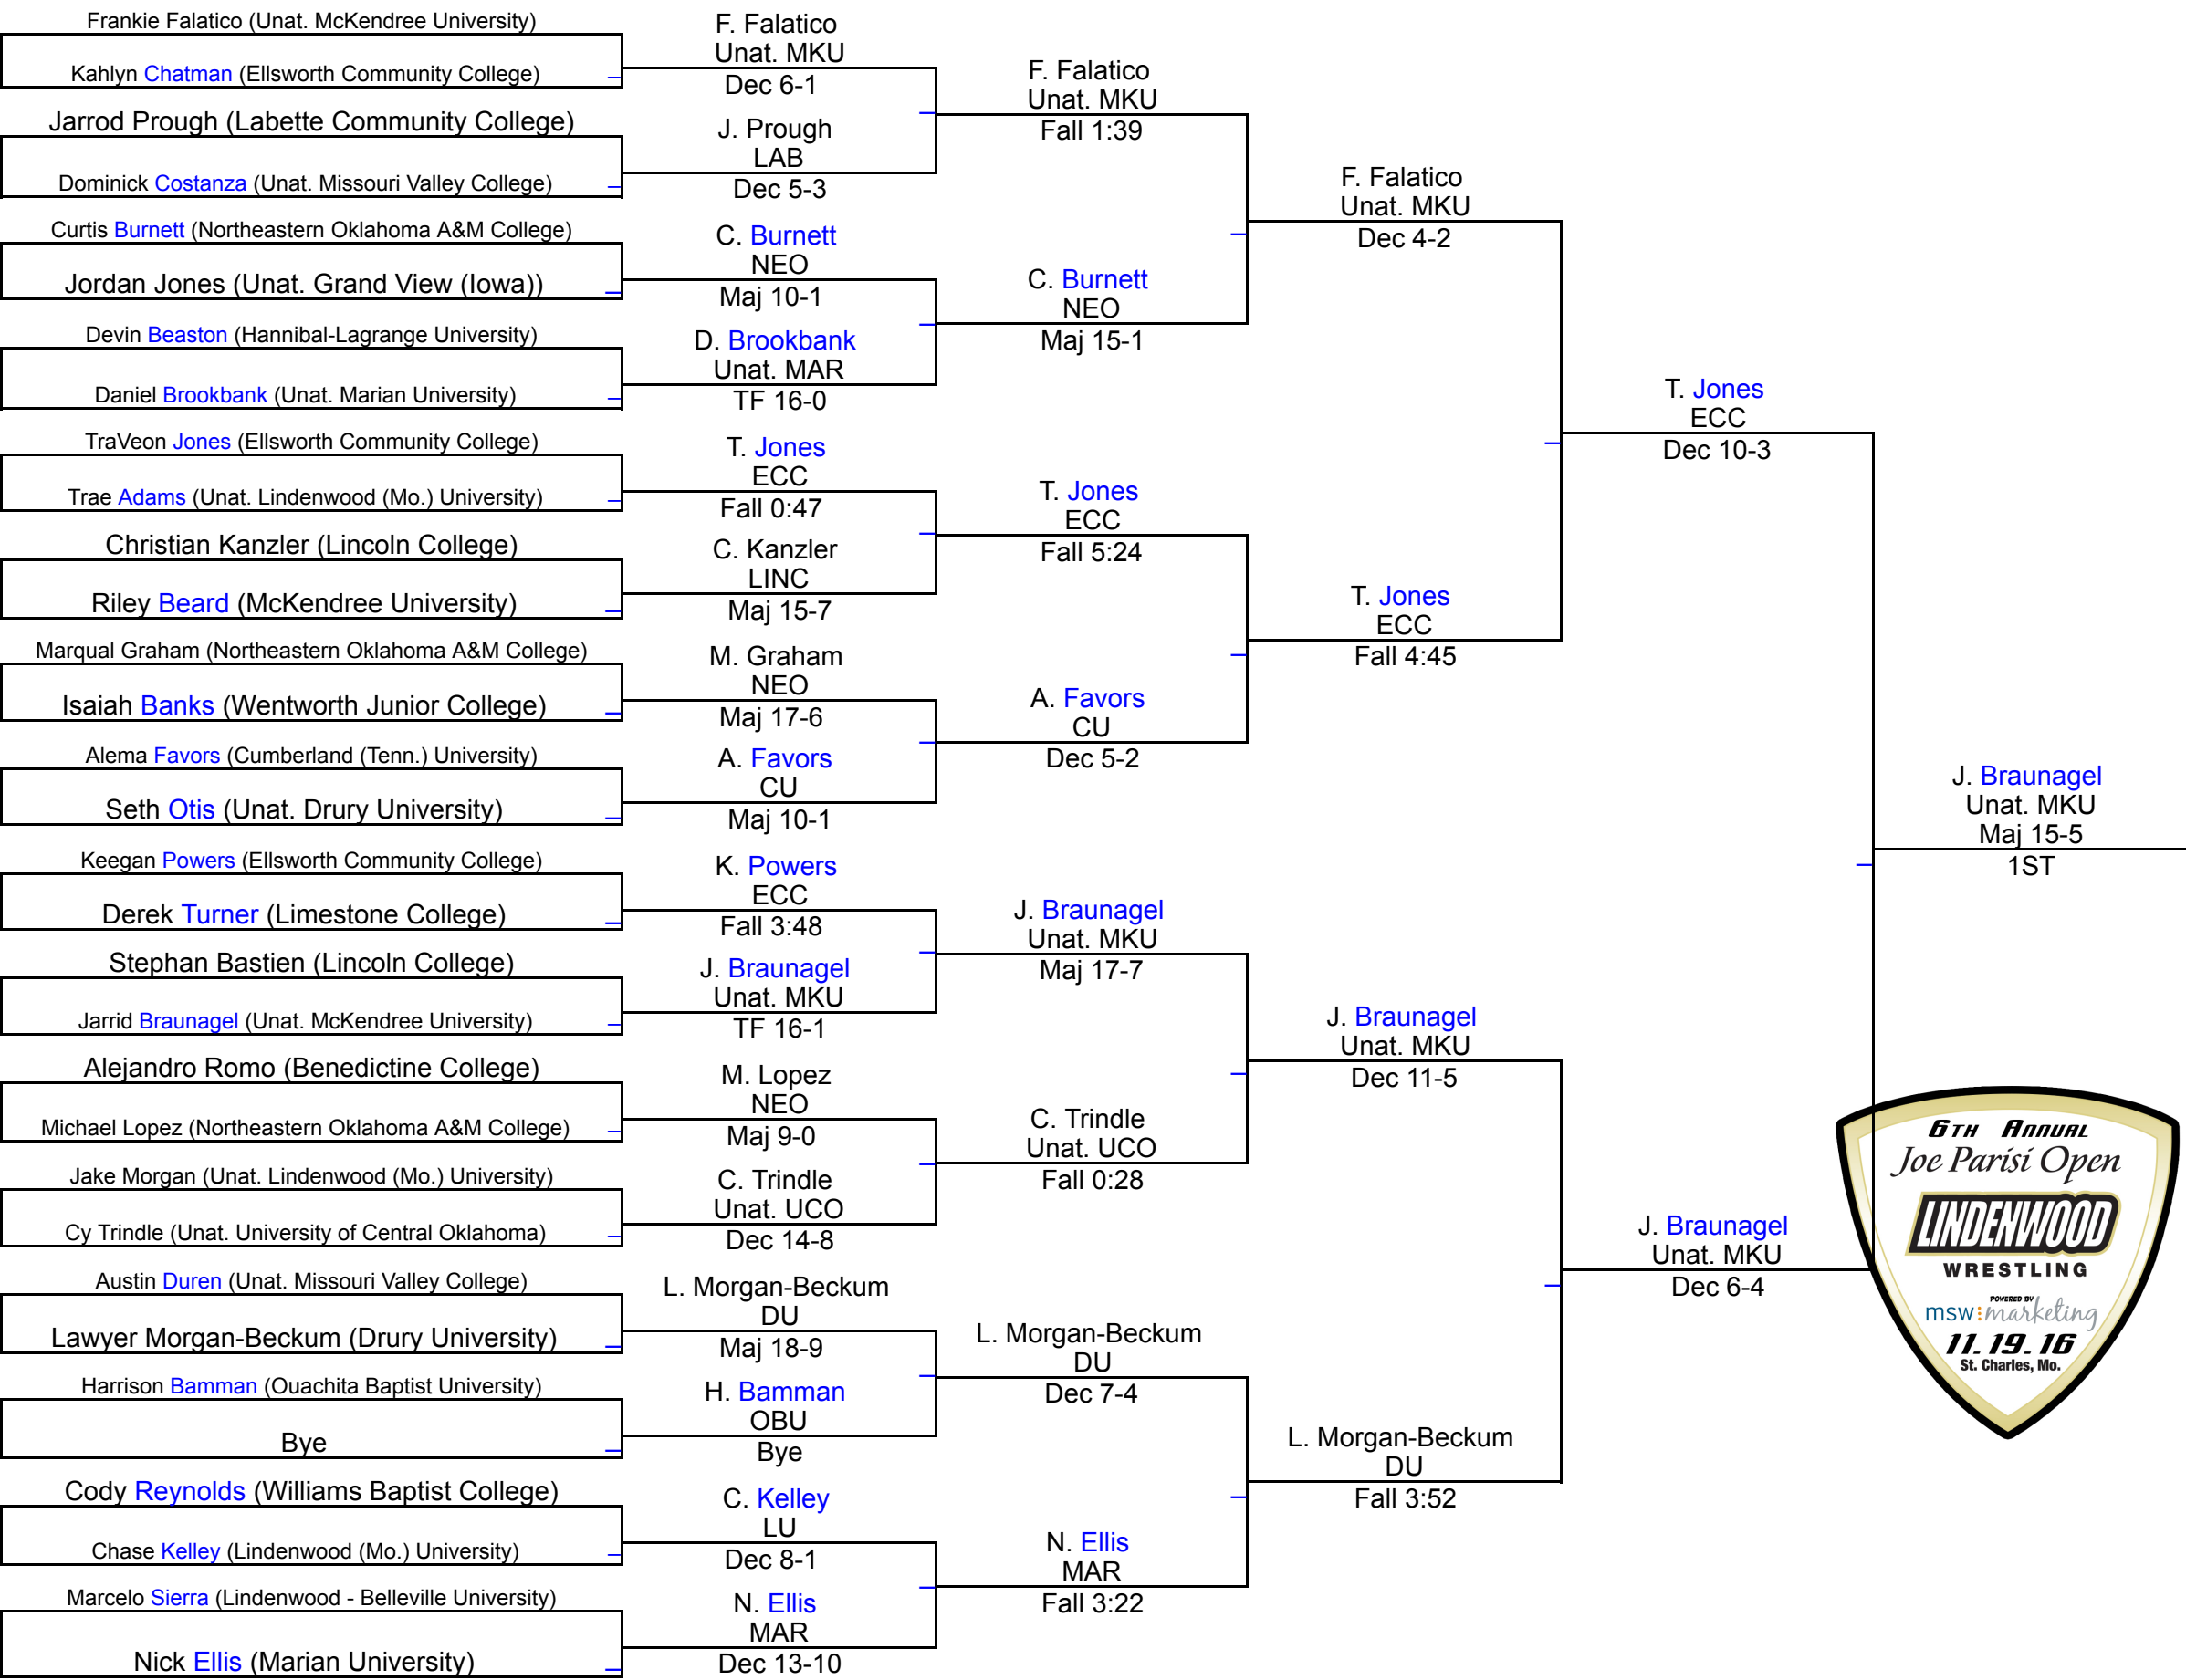 Frankie Falatico (Unat. McKendree University)
Kahlyn Chatman (Ellsworth Community College)
Jarrod Prough (Labette Community College)
Dominick Costanza (Unat. Missouri Valley College)
Curtis Burnett (Northeastern Oklahoma A&M College)
Jordan Jones (Unat. Grand View (Iowa))
Devin Beaston (Hannibal-Lagrange University)
Daniel Brookbank (Unat. Marian University)
TraVeon Jones (Ellsworth Community College)
Trae Adams (Unat. Lindenwood (Mo.) University)
Christian Kanzler (Lincoln College)
Riley Beard (McKendree University)
Marqual Graham (Northeastern Oklahoma A&M College)
Isaiah Banks (Wentworth Junior College)
Alema Favors (Cumberland (Tenn.) University)
Seth Otis (Unat. Drury University)
Keegan Powers (Ellsworth Community College)
Derek Turner (Limestone College)
Stephan Bastien (Lincoln College)
Jarrid Braunagel (Unat. McKendree University)
Alejandro Romo (Benedictine College)
Michael Lopez (Northeastern Oklahoma A&M College)
Jake Morgan (Unat. Lindenwood (Mo.) University)
Cy Trindle (Unat. University of Central Oklahoma)
Austin Duren (Unat. Missouri Valley College)
Lawyer Morgan-Beckum (Drury University)
Harrison Bamman (Ouachita Baptist University)
Bye
Cody Reynolds (Williams Baptist College)
Chase Kelley (Lindenwood (Mo.) University)
Marcelo Sierra (Lindenwood - Belleville University)
Nick Ellis (Marian University)
F. Falatico
Unat. MKU
Dec 6-1
J. Prough
LAB
Dec 5-3
C. Burnett
NEO
Maj 10-1
D. Brookbank
Unat. MAR
TF 16-0
T. Jones
ECC
Fall 0:47
C. Kanzler
LINC
Maj 15-7
M. Graham
NEO
Maj 17-6
A. Favors
CU
Maj 10-1
K. Powers
ECC
Fall 3:48
J. Braunagel
Unat. MKU
TF 16-1
M. Lopez
NEO
Maj 9-0
C. Trindle
Unat. UCO
Dec 14-8
L. Morgan-Beckum
DU
Maj 18-9
H. Bamman
OBU
Bye
C. Kelley
LU
Dec 8-1
N. Ellis
MAR
Dec 13-10
F. Falatico
Unat. MKU
Fall 1:39
C. Burnett
NEO
Maj 15-1
T. Jones
ECC
Fall 5:24
A. Favors
CU
Dec 5-2
J. Braunagel
Unat. MKU
Maj 17-7
C. Trindle
Unat. UCO
Fall 0:28
L. Morgan-Beckum
DU
Dec 7-4
N. Ellis
MAR
Fall 3:22
F. Falatico
Unat. MKU
Dec 4-2
T. Jones
ECC
Fall 4:45
J. Braunagel
Unat. MKU
Dec 11-5
L. Morgan-Beckum
DU
Fall 3:52
T. Jones
ECC
Dec 10-3
J. Braunagel
Unat. MKU
Dec 6-4
J. Braunagel
Unat. MKU
Maj 15-5
1ST
6TH ANNUAL
Joe Parisi Open
LINDENWOOD
WRESTLING
POWERED BY
msw:marketing
11.19.16
St. Charles, Mo.